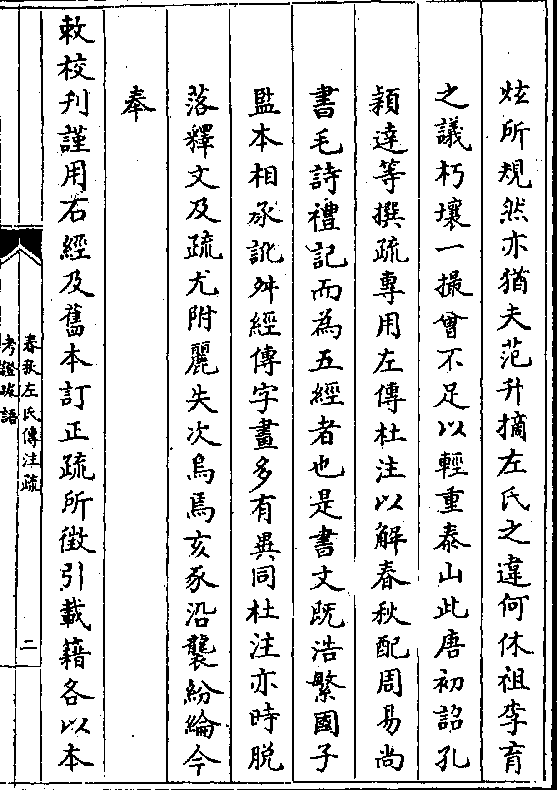 炫所規然亦猶夫范升摘左氏之違何休祖李育
之議朽壤一撮曾不足以輕重泰山此唐初詔孔
穎達等撰疏專用左傳杜注以解春秋配周易尚
書毛詩禮記而為五經者也是書文既浩繁國子
監本相承訛舛經傳字畫多有異同杜注亦時脱
落釋文及疏尤附麗失次烏焉亥豕沿襲紛綸今
奉
敕校刋謹用石經及舊本訂正疏所徵引載籍各以本
春秋左氏傳注疏
考證跋語
二